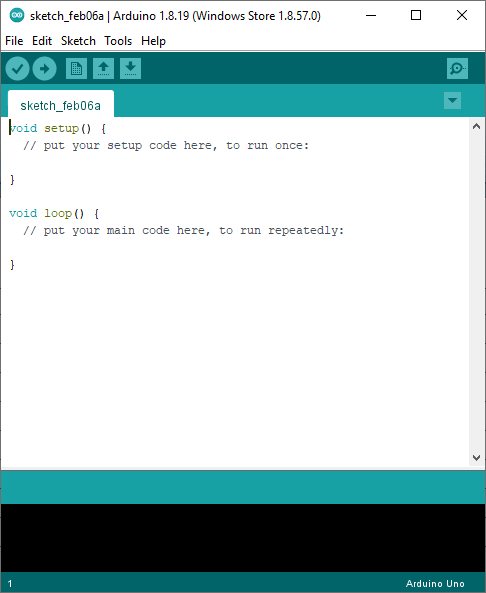 sketch_feb06a | Arduino 1.8.19 (Windows Store 1.8.57.0)
File Edit Sketch Tools Help
sketch_feb06a
void setup() {
  // put your setup code here, to run once:
}
void loop() {
  // put your main code here, to run repeatedly:
}
1 Arduino Uno